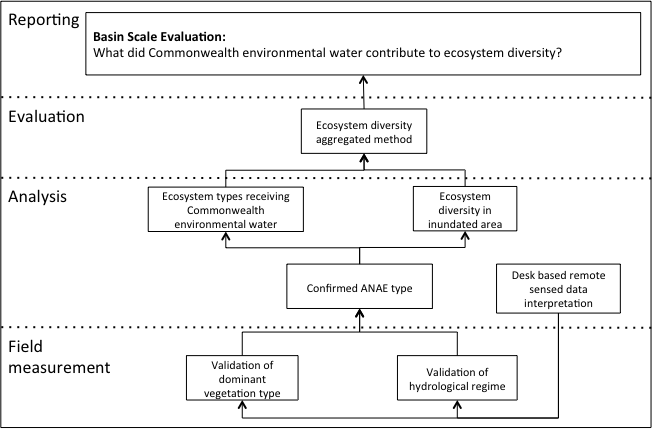 Reporting
Basin Scale Evaluation:
What did Commonwealth environmental water contribute to ecosystem diversity?
Evaluation
Ecosystem diversity
aggregated method
Analysis
Ecosystem types receiving
Commonwealth
environmental water
Ecosystem
diversity in
inundated area
Confirmed ANAE type
Desk based remote
sensed data
interpretation
Field
measurement
Validation of
dominant
vegetation type
Validation of
hydrological regime